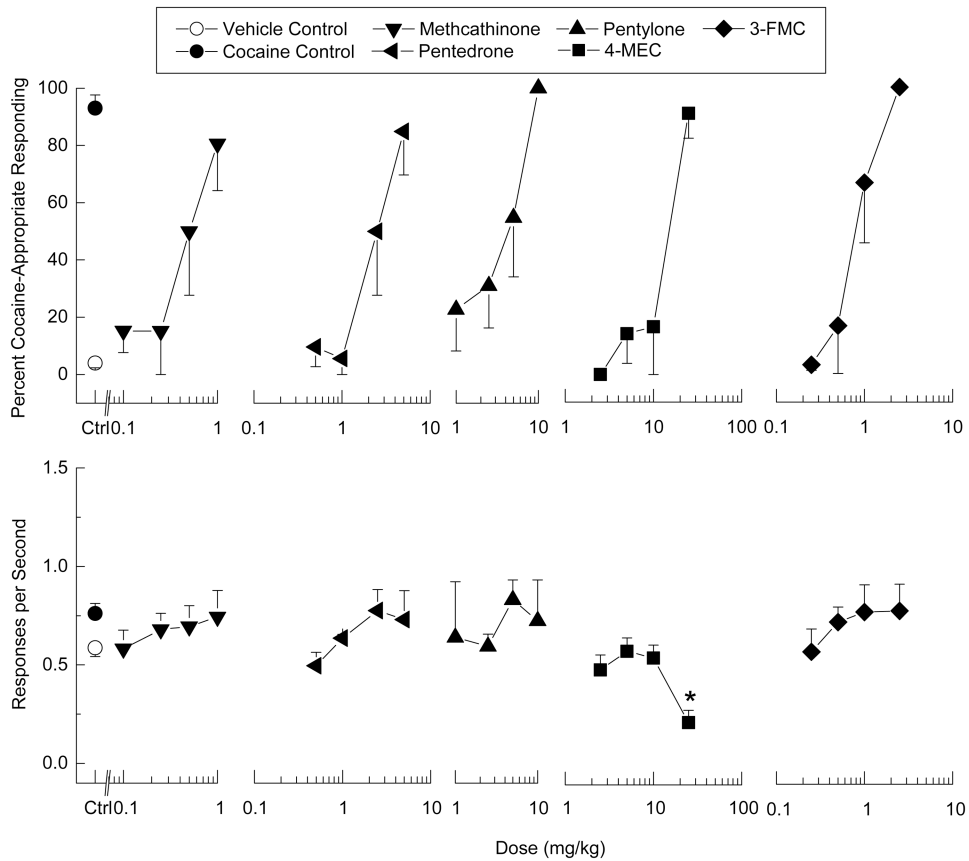 Vehicle Control Methcathinone Pentylone 3-FMC
Cocaine Control Pentedrone 4-MEC
Percent Cocaine-Appropriate Responding
100
80
60
40
20
0
Ctrl 0.1 1 0.1 1 10 1 10 1 10 100 0.1 1 10
Responses per Second
1.5
1.0
0.5
0.0
*
Ctrl 0.1 1 0.1 1 10 1 10 1 10 100 0.1 1 10
Dose (mg/kg)